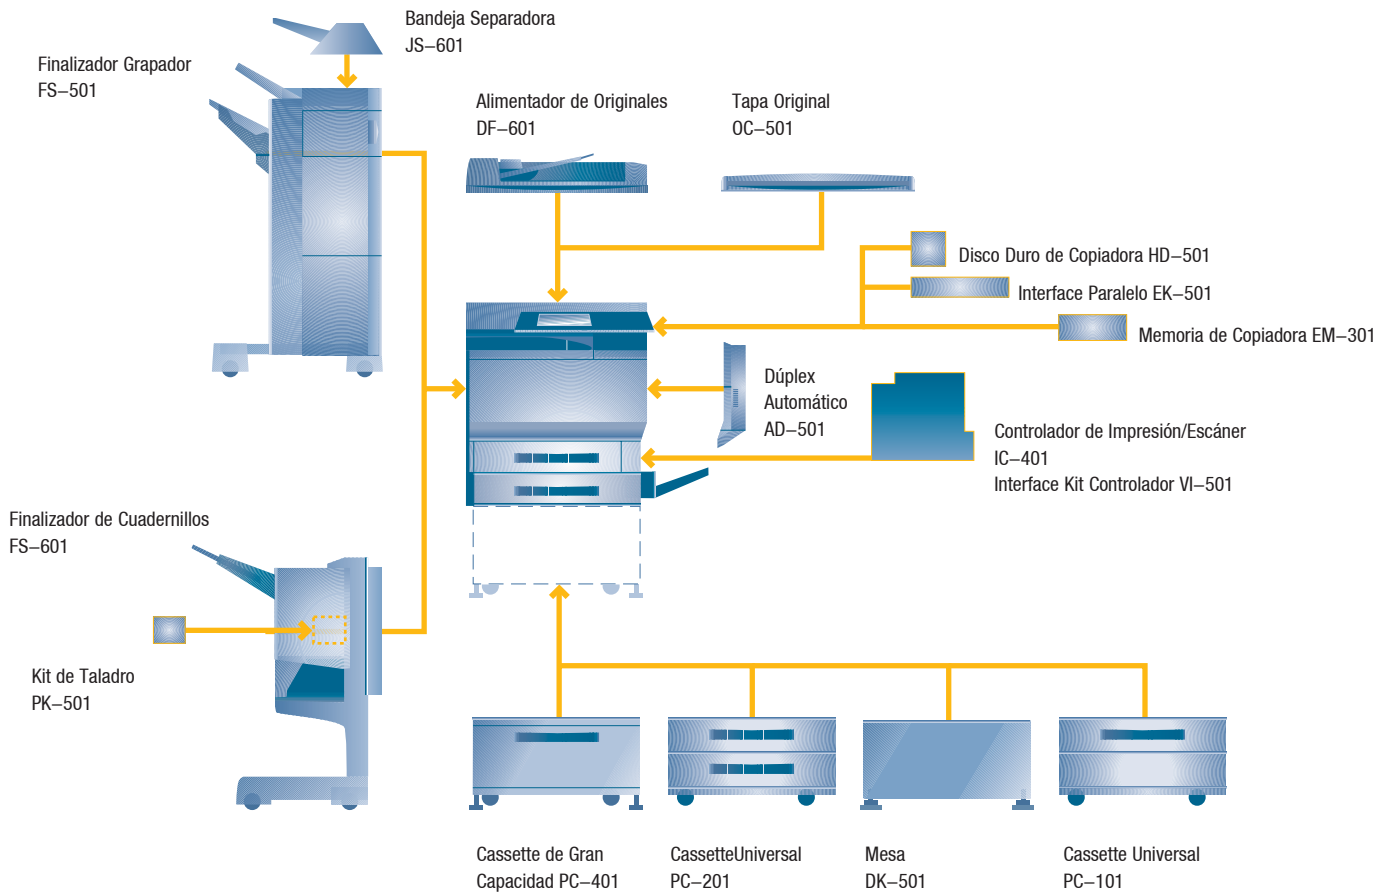 Bandeja Separadora
JS–601
Finalizador Grapador
FS–501
Alimentador de Originales
DF–601
Tapa Original
OC–501
Disco Duro de Copiadora HD–501
Interface Paralelo EK–501
Memoria de Copiadora EM–301
Dúplex
Automático
AD–501
Controlador de Impresión/Escáner
IC–401
Interface Kit Controlador VI–501
Finalizador de Cuadernillos
FS–601
Kit de Taladro
PK–501
Cassette de Gran
Capacidad PC–401
CassetteUniversal
PC–201
Mesa
DK–501
Cassette Universal
PC–101